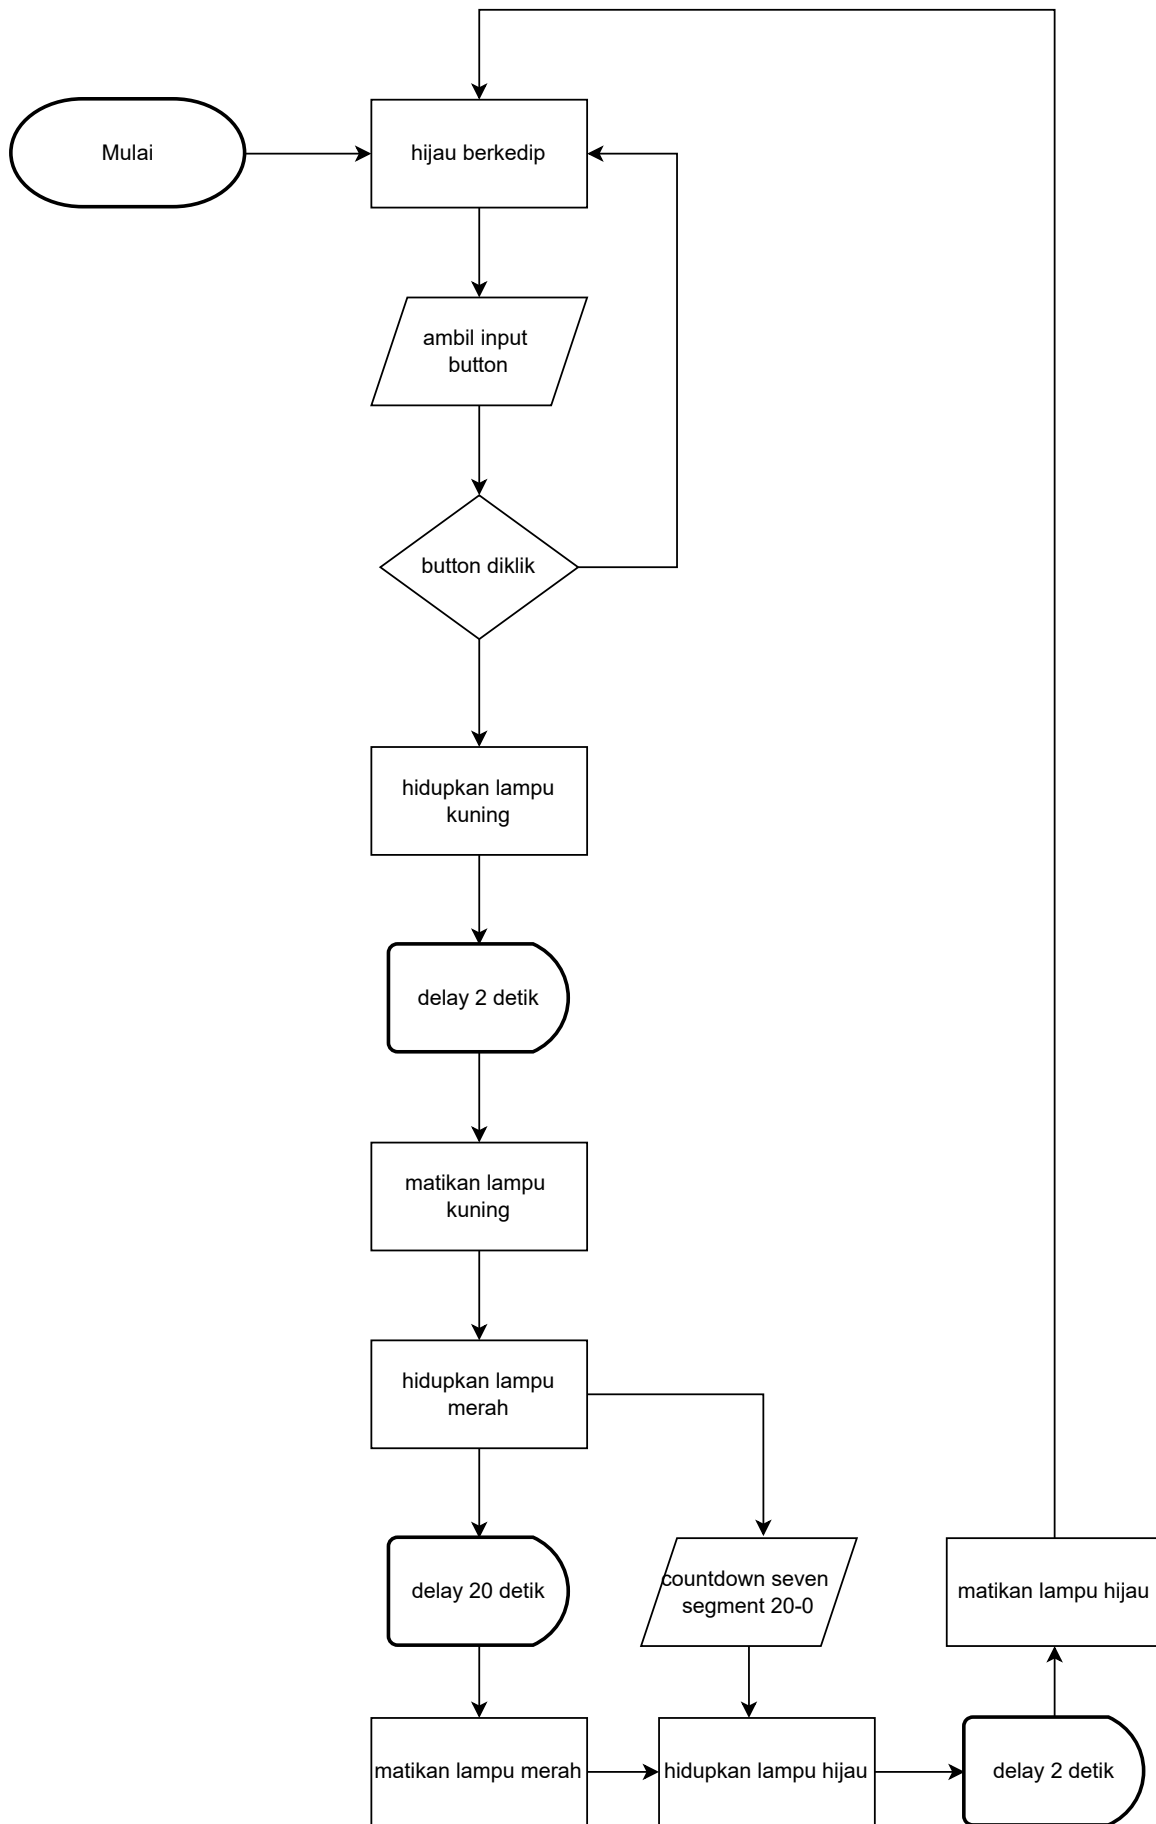 Mulai
hijau berkedip
ambil input
button
button diklik
hidupkan lampu
kuning
delay 2 detik
matikan lampu
kuning
hidupkan lampu
merah
delay 20 detik
countdown seven
segment 20-0
matikan lampu hijau
matikan lampu merah
hidupkan lampu hijau
delay 2 detik